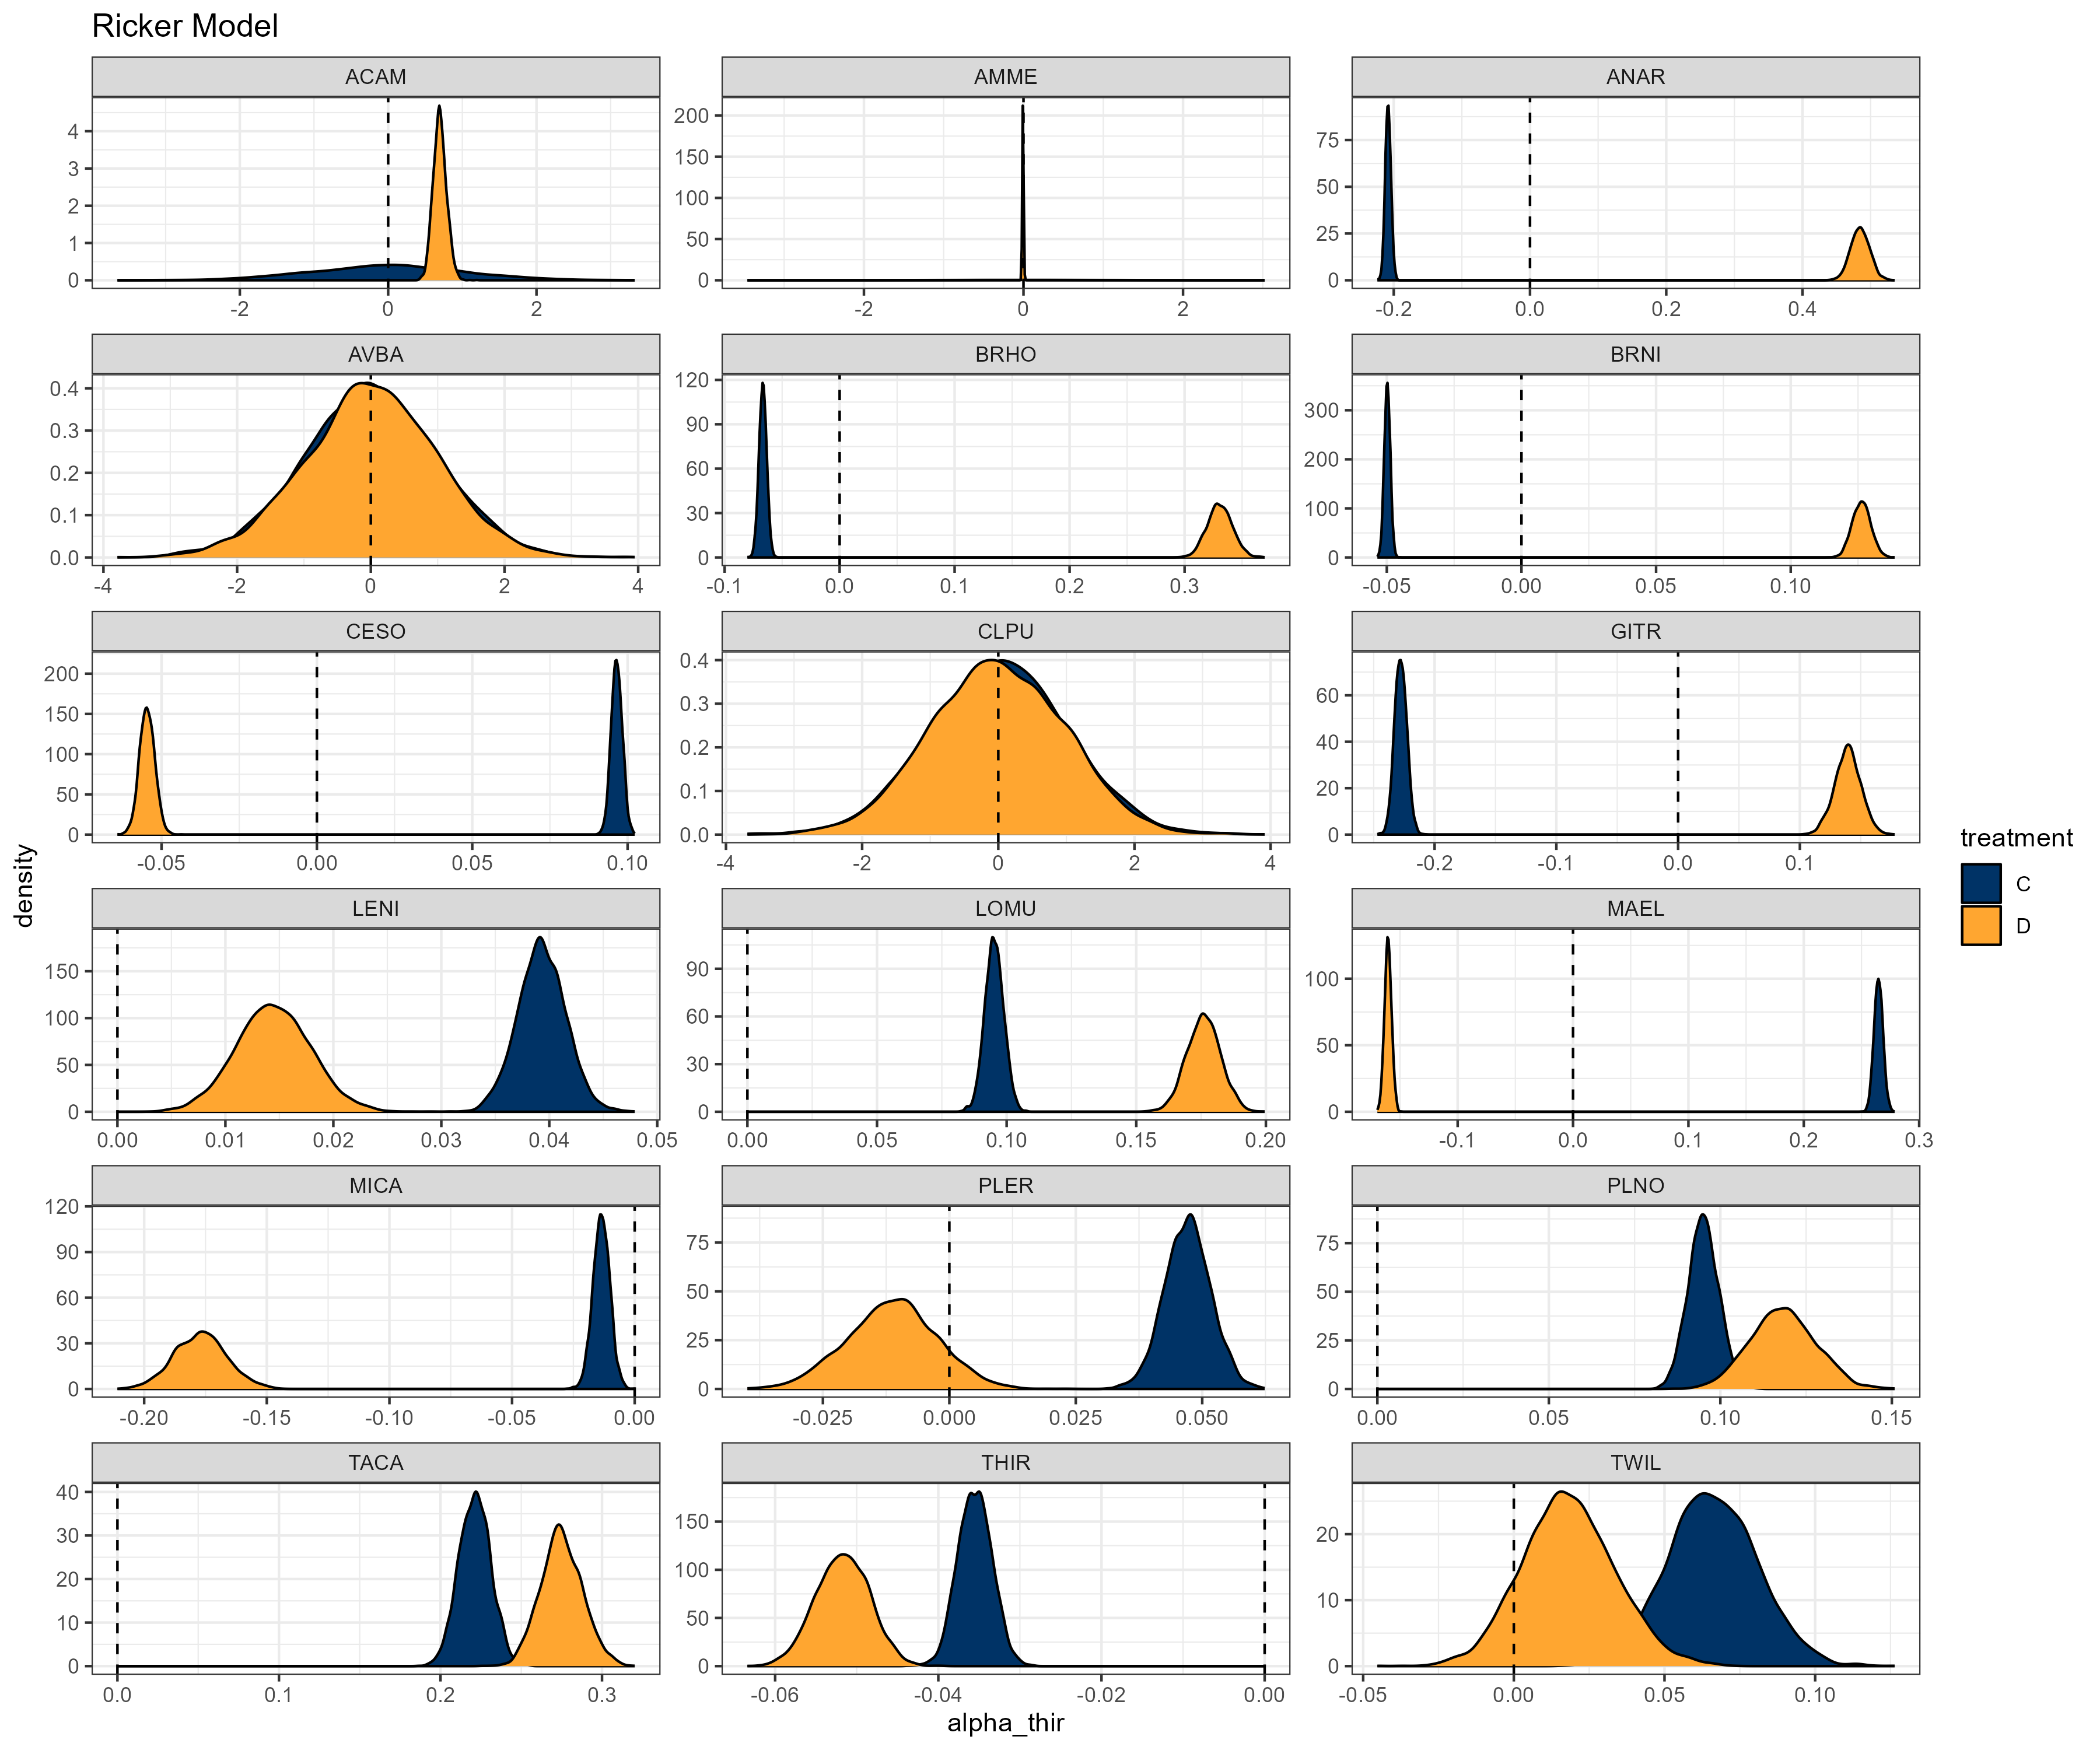 Ricker Model
ACAM AMME ANAR
4 3 2 1 0
200 150 100 50 0
75 50 25 0
-2 0 2
-2 0 2
-0.2 0.0 0.2 0.4
AVBA BRHO BRNI
0.4 0.3 0.2 0.1 0.0
120 90 60 30 0
300 200 100 0
-4 -2 0 2 4
-0.1 0.0 0.1 0.2 0.3
-0.05 0.00 0.05 0.10
CESO CLPU GITR
200 150 100 50 0
0.4 0.3 0.2 0.1 0.0
60 40 20 0
-0.05 0.00 0.05 0.10
-4 -2 0 2 4
-0.2 -0.1 0.0 0.1
density
treatment
C
D
LENI LOMU MAEL
150 100 50 0
90 60 30 0
100 50 0
0.00 0.01 0.02 0.03 0.04 0.05
0.00 0.05 0.10 0.15 0.20
-0.1 0.0 0.1 0.2 0.3
MICA PLER PLNO
120 90 60 30 0
75 50 25 0
75 50 25 0
-0.20 -0.15 -0.10 -0.05 0.00
-0.025 0.000 0.025 0.050
0.00 0.05 0.10 0.15
TACA THIR TWIL
40 30 20 10 0
150 100 50 0
20 10 0
0.0 0.1 0.2 0.3
-0.06 -0.04 -0.02 0.00
-0.05 0.00 0.05 0.10
alpha_thir